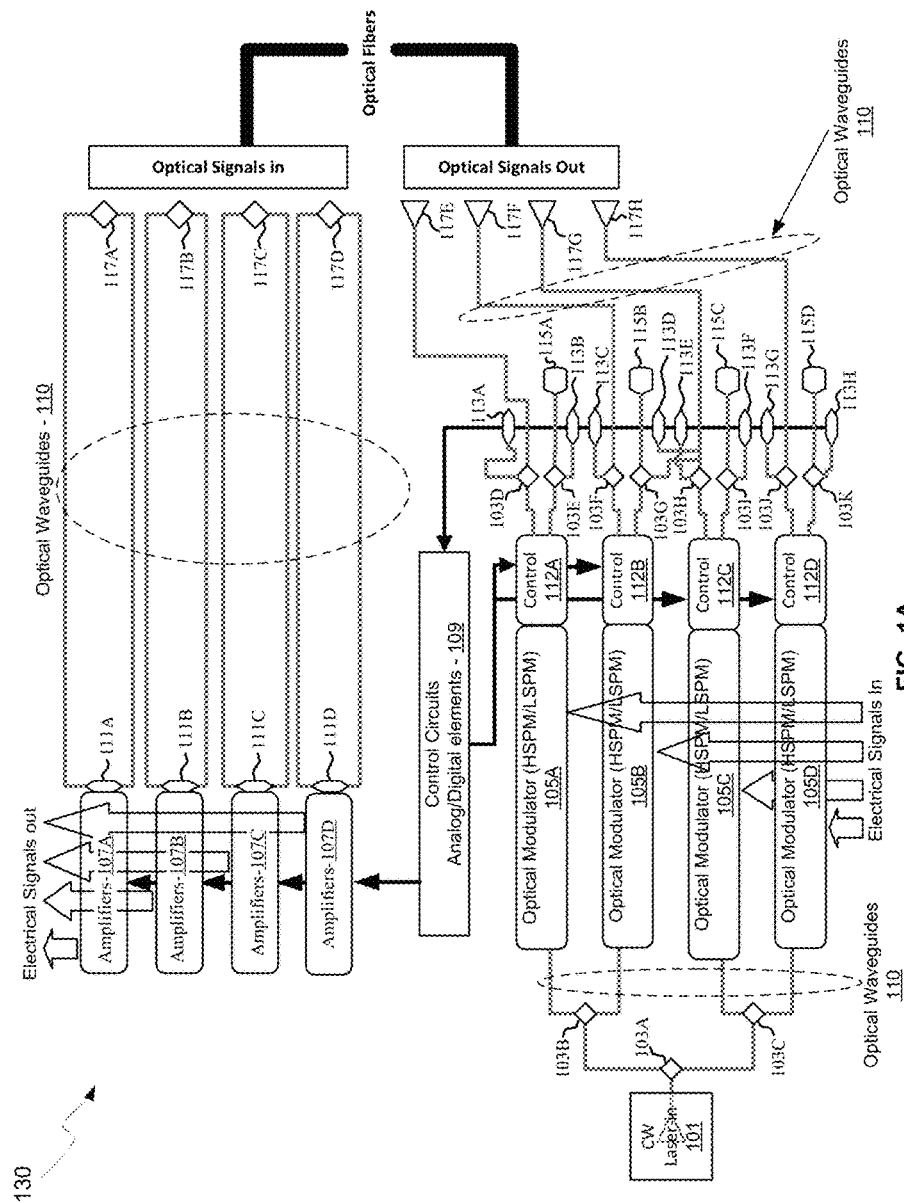 130
Electrical Signals out
Amplifiers-107A
Amplifiers-107B
Amplifiers-107C
Amplifiers-107D
111A
111B
111C
111D
Optical Waveguides - 110
117A
117B
117C
117D
Optical Signals in
Optical Fibers
Optical Signals Out
117E
117F
117G
117H
Optical Waveguides
110
Control Circuits
Analog/Digital elements - 109
CW
Laser in
101
103A
103B
103C
Optical Waveguides
110
Optical Modulator (HSPM/LSPM)
105A
Optical Modulator (HSPM/LSPM)
105B
Optical Modulator (HSPM/LSPM)
105C
Optical Modulator (HSPM/LSPM)
105D
Electrical Signals In
Control
112A
Control
112B
Control
112C
Control
112D
103D
103E
103F
103G
103H
103I
103J
103K
113A
115A
113B
113C
115B
113D
113E
115C
113F
113G
115D
113H
FIG. 1A